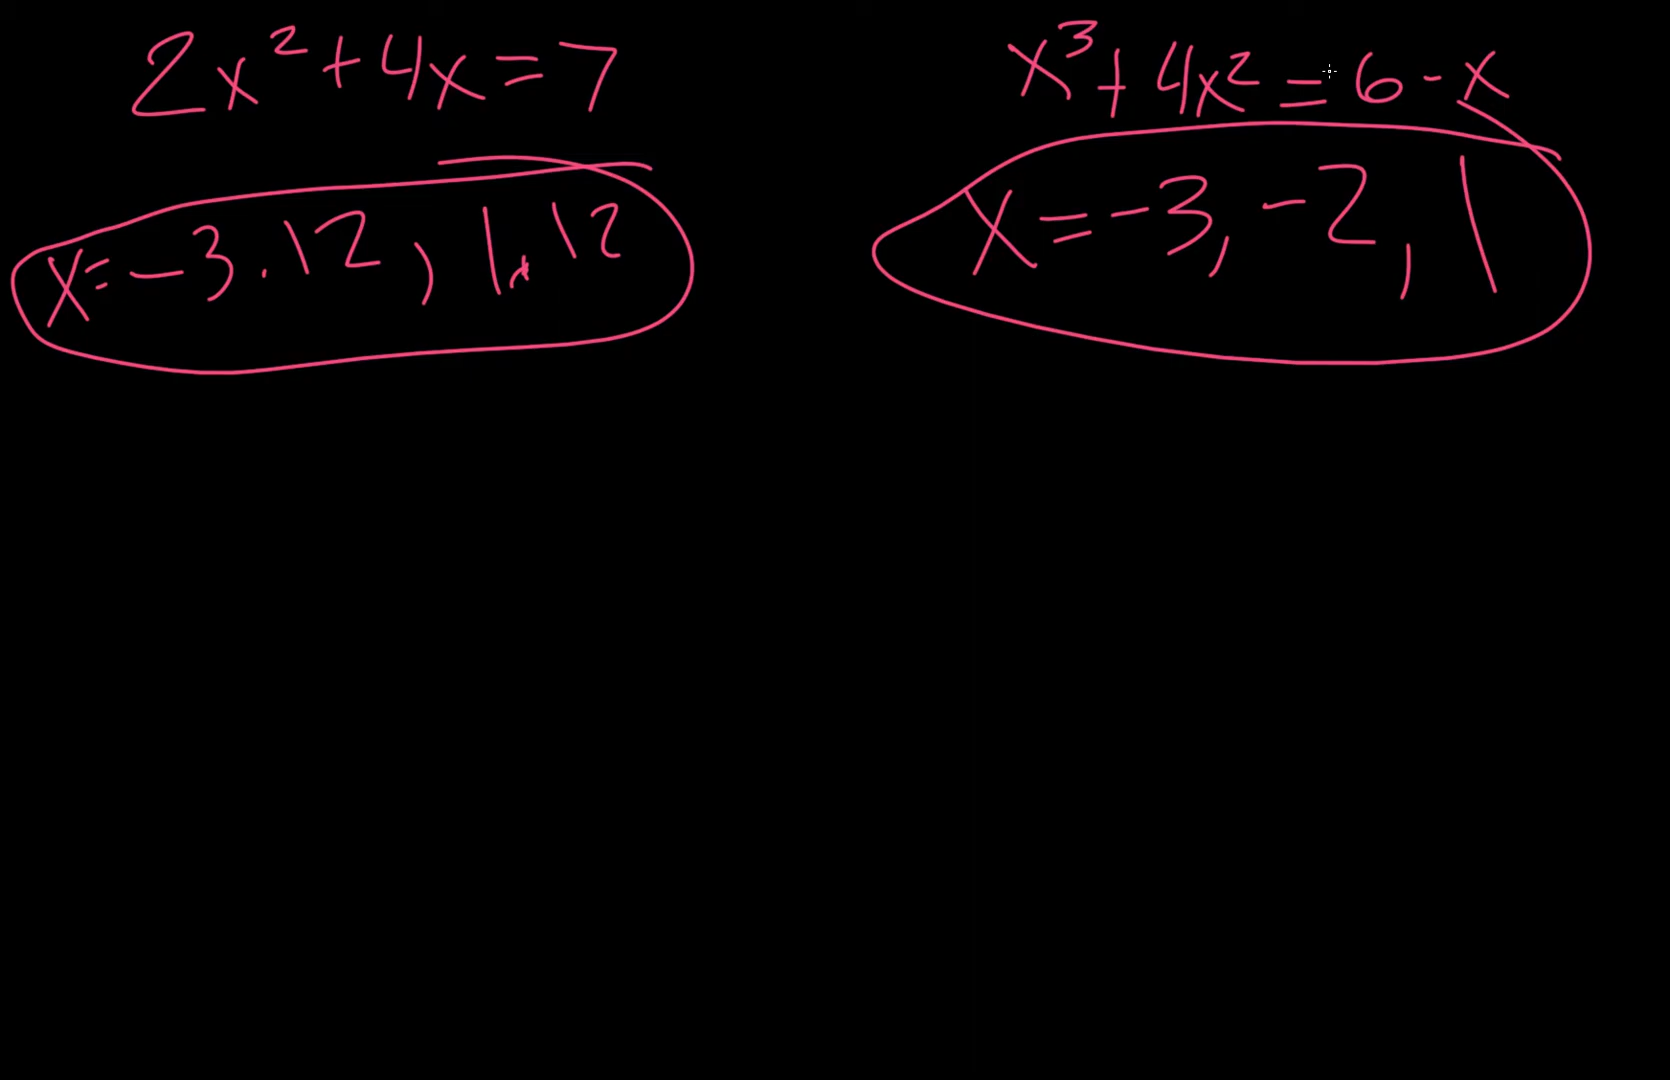 2x² + 4x = 7
x = -3.12, 1.12
x³ + 4x² = 6 - x
x = -3, -2, 1